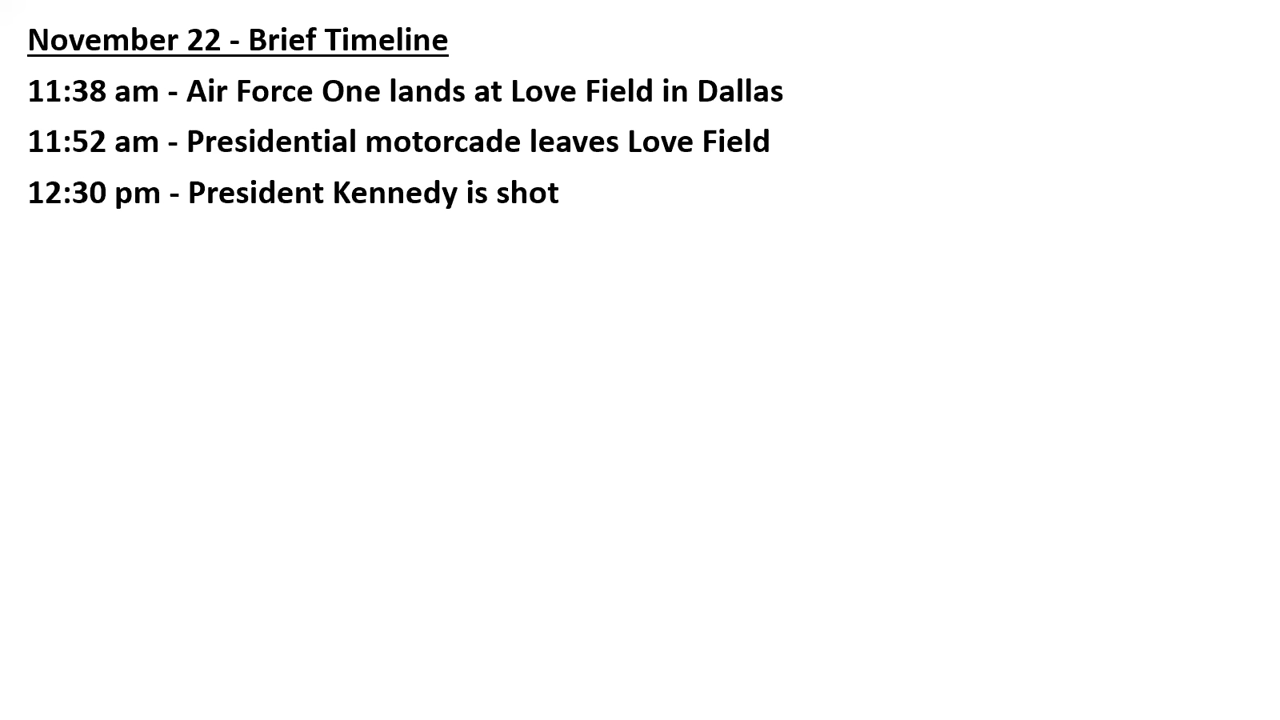 November 22 - Brief Timeline
11:38 am - Air Force One lands at Love Field in Dallas
11:52 am - Presidential motorcade leaves Love Field
12:30 pm - President Kennedy is shot